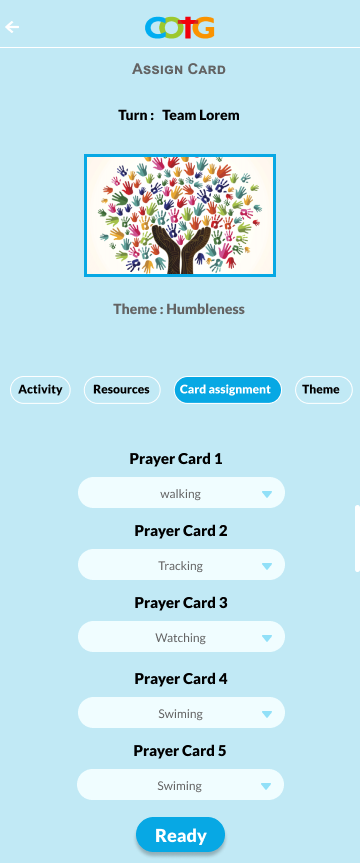 COTG
Assign Card
Turn : Team Lorem
Theme : Humbleness
Activity Resources Card assignment Theme
Prayer Card 1
walking
Prayer Card 2
Tracking
Prayer Card 3
Watching
Prayer Card 4
Swiming
Prayer Card 5
Swiming
Ready